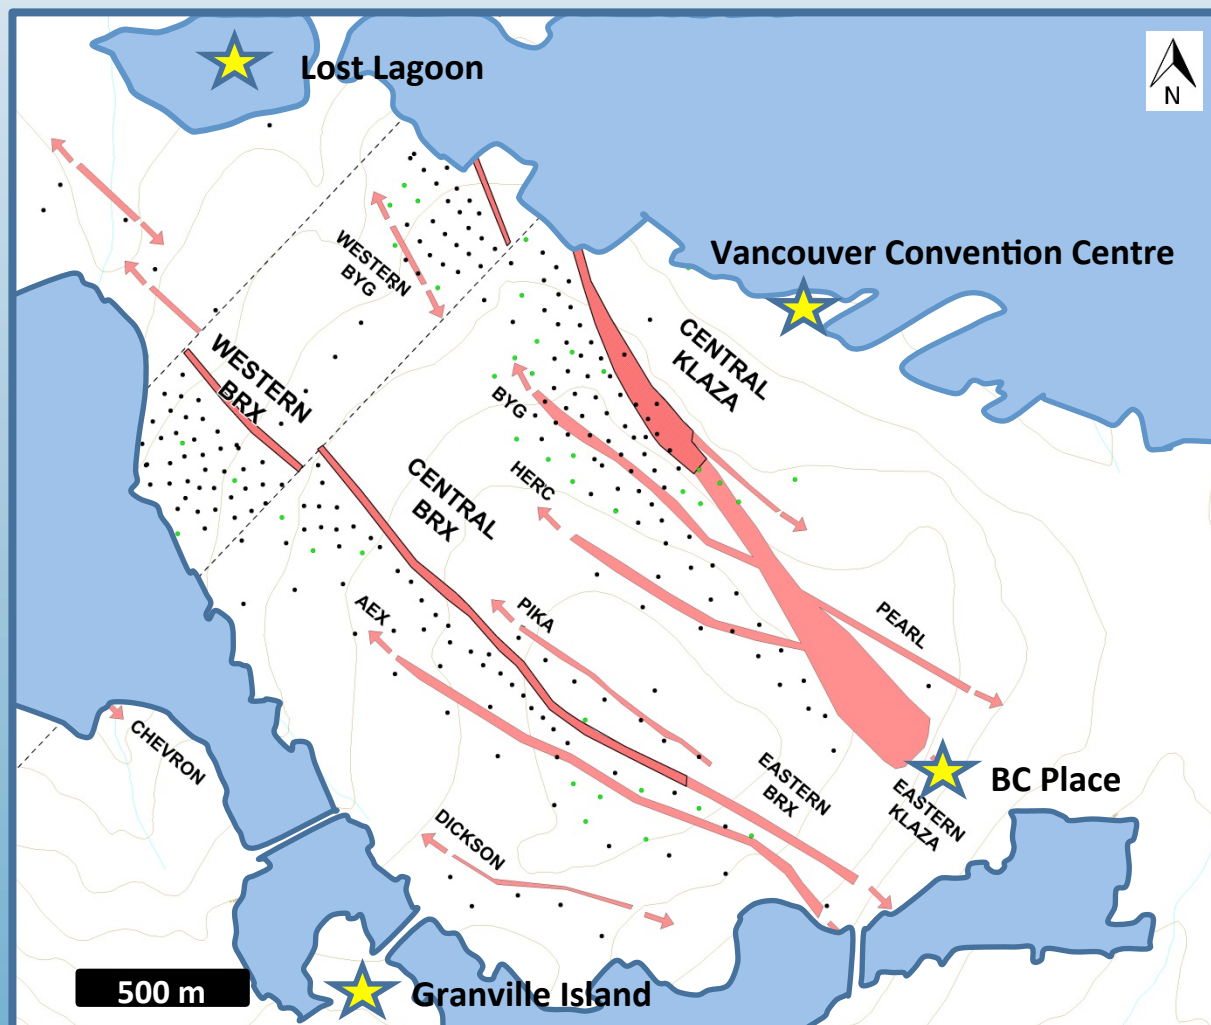 Lost Lagoon
N
WESTERN
BYG
Vancouver Convention Centre
CENTRAL
KLAZA
WESTERN
BRX
BYG
HERC
CENTRAL
BRX
AEX
PIKA
PEARL
CHEVRON
EASTERN
BRX
BC Place
EASTERN
KLAZA
DICKSON
500 m
Granville Island